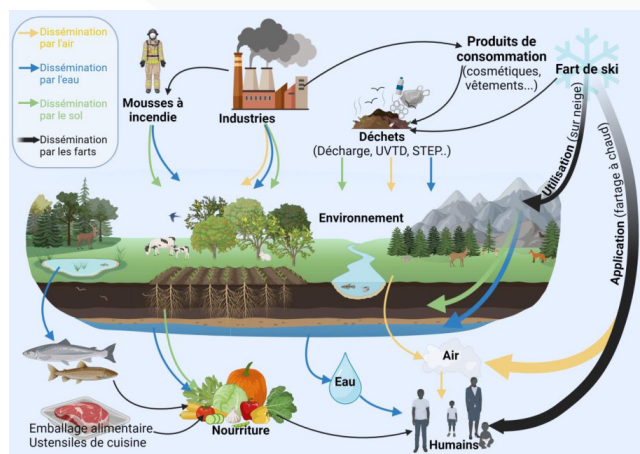 Dissémination
par l'air
Dissémination
par l'eau
Dissémination
par le sol
Dissémination
par les farts
Mousses à
incendie
Industries
Produits de
consommation
(cosmétiques,
vêtements...)
Fart de ski
Déchets
(Décharge, UVTD, STEP..)
Utilisation (sur neige)
Application (fartage à chaud)
Environnement
Air
Eau
Emballage alimentaire
Ustensiles de cuisine
Nourriture
Humains